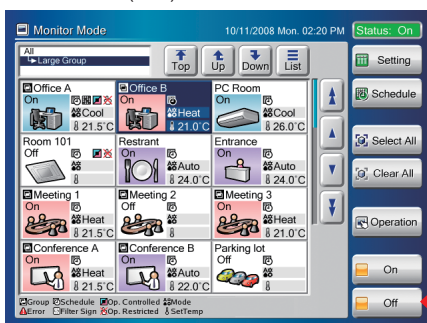 Monitor Mode 10/11/2008 Mon. 02:20 PM Status: On
All
Large Group
Top Up Down List
Setting
Schedule
Select All
Clear All
Operation
On
Off
Office A Office B PC Room
On On On
Cool Heat Cool
21.5°C 21.0°C 26.0°C
Room 101 Restrant Entrance
Off On On
Auto Auto
24.0°C 24.0°C
Meeting 1 Meeting 2 Meeting 3
On Off On
Heat Heat
21.5°C 21.0°C
Conference A Conference B Parking lot
On On Off
Heat Auto
21.5°C 22.0°C
Group Schedule Op. Controlled Mode
Error Filter Sign Op. Restricted SetTemp